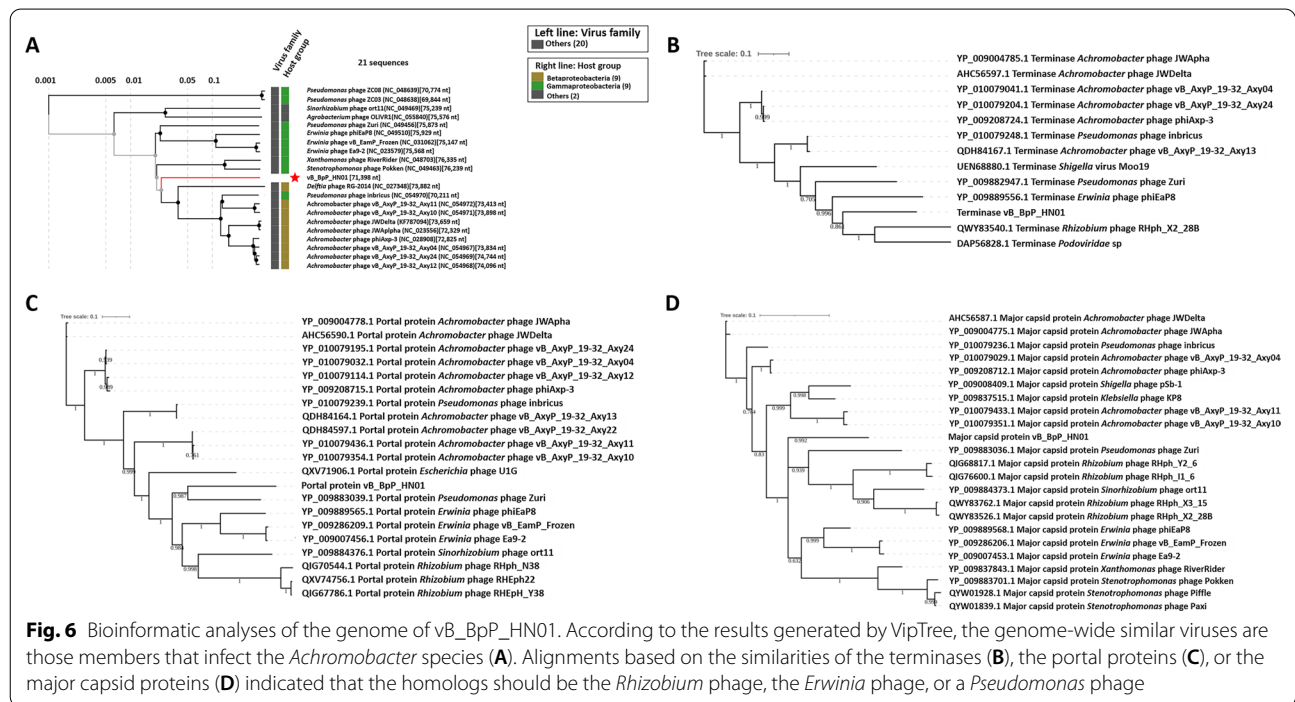 A
Virus family
Host group
21 sequences
Left line: Virus family
Others (20)
Right line: Host group
Betaproteobacteria (9)
Gammaproteobacteria (9)
Others (2)
0.001 0.005 0.01 0.05 0.1
Pseudomonas phage ZC08 (NC_048639)[70,774 nt]
Pseudomonas phage ZC03 (NC_048638)[69,844 nt]
Sinorhizobium phage ort11(NC_049469)[75,239 nt]
Agrobacterium phage OLIVR1(NC_055840)[75,576 nt]
Pseudomonas phage Zuri (NC_049456)[75,873 nt]
Erwinia phage phiEaP8 (NC_049510)[75,929 nt]
Erwinia phage vB_EamP_Frozen (NC_031062)[75,147 nt]
Erwinia phage Ea9-2 (NC_023579)[75,568 nt]
Xanthomonas phage RiverRider (NC_048703)[76,335 nt]
Stenotrophomonas phage Pokken (NC_049463)[76,239 nt]
vB_BpP_HN01 [71,398 nt]
Delftia phage RG-2014 (NC_027348)[73,882 nt]
Pseudomonas phage inbricus (NC_054970)[70,211 nt]
Achromobacter phage vB_AxyP_19-32_Axy11 (NC_054972)[73,413 nt]
Achromobacter phage vB_AxyP_19-32_Axy10 (NC_054971)[73,898 nt]
Achromobacter phage JWDelta (KF787094)[73,659 nt]
Achromobacter phage JWAplpha (NC_023556)[72,329 nt]
Achromobacter phage phiAxp-3 (NC_028908)[72,825 nt]
Achromobacter phage vB_AxyP_19-32_Axy04 (NC_054967)[73,834 nt]
Achromobacter phage vB_AxyP_19-32_Axy24 (NC_054969)[74,744 nt]
Achromobacter phage vB_AxyP_19-32_Axy12 (NC_054968)[74,096 nt]
B
Tree scale: 0.1
YP_009004785.1 Terminase Achromobacter phage JWApha
AHC56597.1 Terminase Achromobacter phage JWDelta
YP_010079041.1 Terminase Achromobacter phage vB_AxyP_19-32_Axy04
YP_010079204.1 Terminase Achromobacter phage vB_AxyP_19-32_Axy24
YP_009208724.1 Terminase Achromobacter phage phiAxp-3
YP_010079248.1 Terminase Pseudomonas phage inbricus
QDH84167.1 Terminase Achromobacter phage vB_AxyP_19-32_Axy13
UEN68880.1 Terminase Shigella virus Moo19
YP_009882947.1 Terminase Pseudomonas phage Zuri
YP_009889556.1 Terminase Erwinia phage phiEaP8
Terminase vB_BpP_HN01
QWY83540.1 Terminase Rhizobium phage RHph_X2_28B
DAP56828.1 Terminase Podoviridae sp
1
1
1
1
1
0.996
C
Tree scale: 0.1
YP_009004778.1 Portal protein Achromobacter phage JWApha
AHC56590.1 Portal protein Achromobacter phage JWDelta
YP_010079195.1 Portal protein Achromobacter phage vB_AxyP_19-32_Axy24
YP_010079032.1 Portal protein Achromobacter phage vB_AxyP_19-32_Axy04
YP_010079114.1 Portal protein Achromobacter phage vB_AxyP_19-32_Axy12
YP_009208715.1 Portal protein Achromobacter phage phiAxp-3
YP_010079239.1 Portal protein Pseudomonas phage inbricus
QDH84164.1 Portal protein Achromobacter phage vB_AxyP_19-32_Axy13
QDH84597.1 Portal protein Achromobacter phage vB_AxyP_19-32_Axy22
YP_010079436.1 Portal protein Achromobacter phage vB_AxyP_19-32_Axy11
YP_010079354.1 Portal protein Achromobacter phage vB_AxyP_19-32_Axy10
QXV71906.1 Portal protein Escherichia phage U1G
Portal protein vB_BpP_HN01
YP_009883039.1 Portal protein Pseudomonas phage Zuri
YP_009889565.1 Portal protein Erwinia phage phiEaP8
YP_009286209.1 Portal protein Erwinia phage vB_EamP_Frozen
YP_009007456.1 Portal protein Erwinia phage Ea9-2
YP_009884376.1 Portal protein Sinorhizobium phage ort11
QIG70544.1 Portal protein Rhizobium phage RHph_N38
QXV74756.1 Portal protein Rhizobium phage RHEph22
QIG67786.1 Portal protein Rhizobium phage RHEpH_Y38
1
1
1
1
1
0.998
D
Tree scale: 0.1
AHC56587.1 Major capsid protein Achromobacter phage JWDelta
YP_009004775.1 Major capsid protein Achromobacter phage JWApha
YP_010079236.1 Major capsid protein Pseudomonas phage inbricus
YP_010079029.1 Major capsid protein Achromobacter phage vB_AxyP_19-32_Axy04
YP_009208712.1 Major capsid protein Achromobacter phage phiAxp-3
YP_009008409.1 Major capsid protein Shigella phage pSb-1
YP_009837515.1 Major capsid protein Klebsiella phage KP8
YP_010079433.1 Major capsid protein Achromobacter phage vB_AxyP_19-32_Axy11
YP_010079351.1 Major capsid protein Achromobacter phage vB_AxyP_19-32_Axy10
Major capsid protein vB_BpP_HN01
YP_009883036.1 Major capsid protein Pseudomonas phage Zuri
QIG68817.1 Major capsid protein Rhizobium phage RHph_Y2_6
QIG76600.1 Major capsid protein Rhizobium phage RHph_I1_6
YP_009884373.1 Major capsid protein Sinorhizobium phage ort11
QWY83762.1 Major capsid protein Rhizobium phage RHph_X3_15
QWY83526.1 Major capsid protein Rhizobium phage RHph_X2_28B
YP_009889568.1 Major capsid protein Erwinia phage phiEaP8
YP_009286206.1 Major capsid protein Erwinia phage vB_EamP_Frozen
YP_009007453.1 Major capsid protein Erwinia phage Ea9-2
YP_009837843.1 Major capsid protein Xanthomonas phage RiverRider
YP_009883701.1 Major capsid protein Stenotrophomonas phage Pokken
QYW01928.1 Major capsid protein Stenotrophomonas phage Piffle
QYW01839.1 Major capsid protein Stenotrophomonas phage Paxi
1
0.998
0.999
0.83
0.992
0.939
0.906
0.999
0.632
Fig. 6 Bioinformatic analyses of the genome of vB_BpP_HN01. According to the results generated by VipTree, the genome-wide similar viruses are
those members that infect the Achromobacter species (A). Alignments based on the similarities of the terminases (B), the portal proteins (C), or the
major capsid proteins (D) indicated that the homologs should be the Rhizobium phage, the Erwinia phage, or a Pseudomonas phage